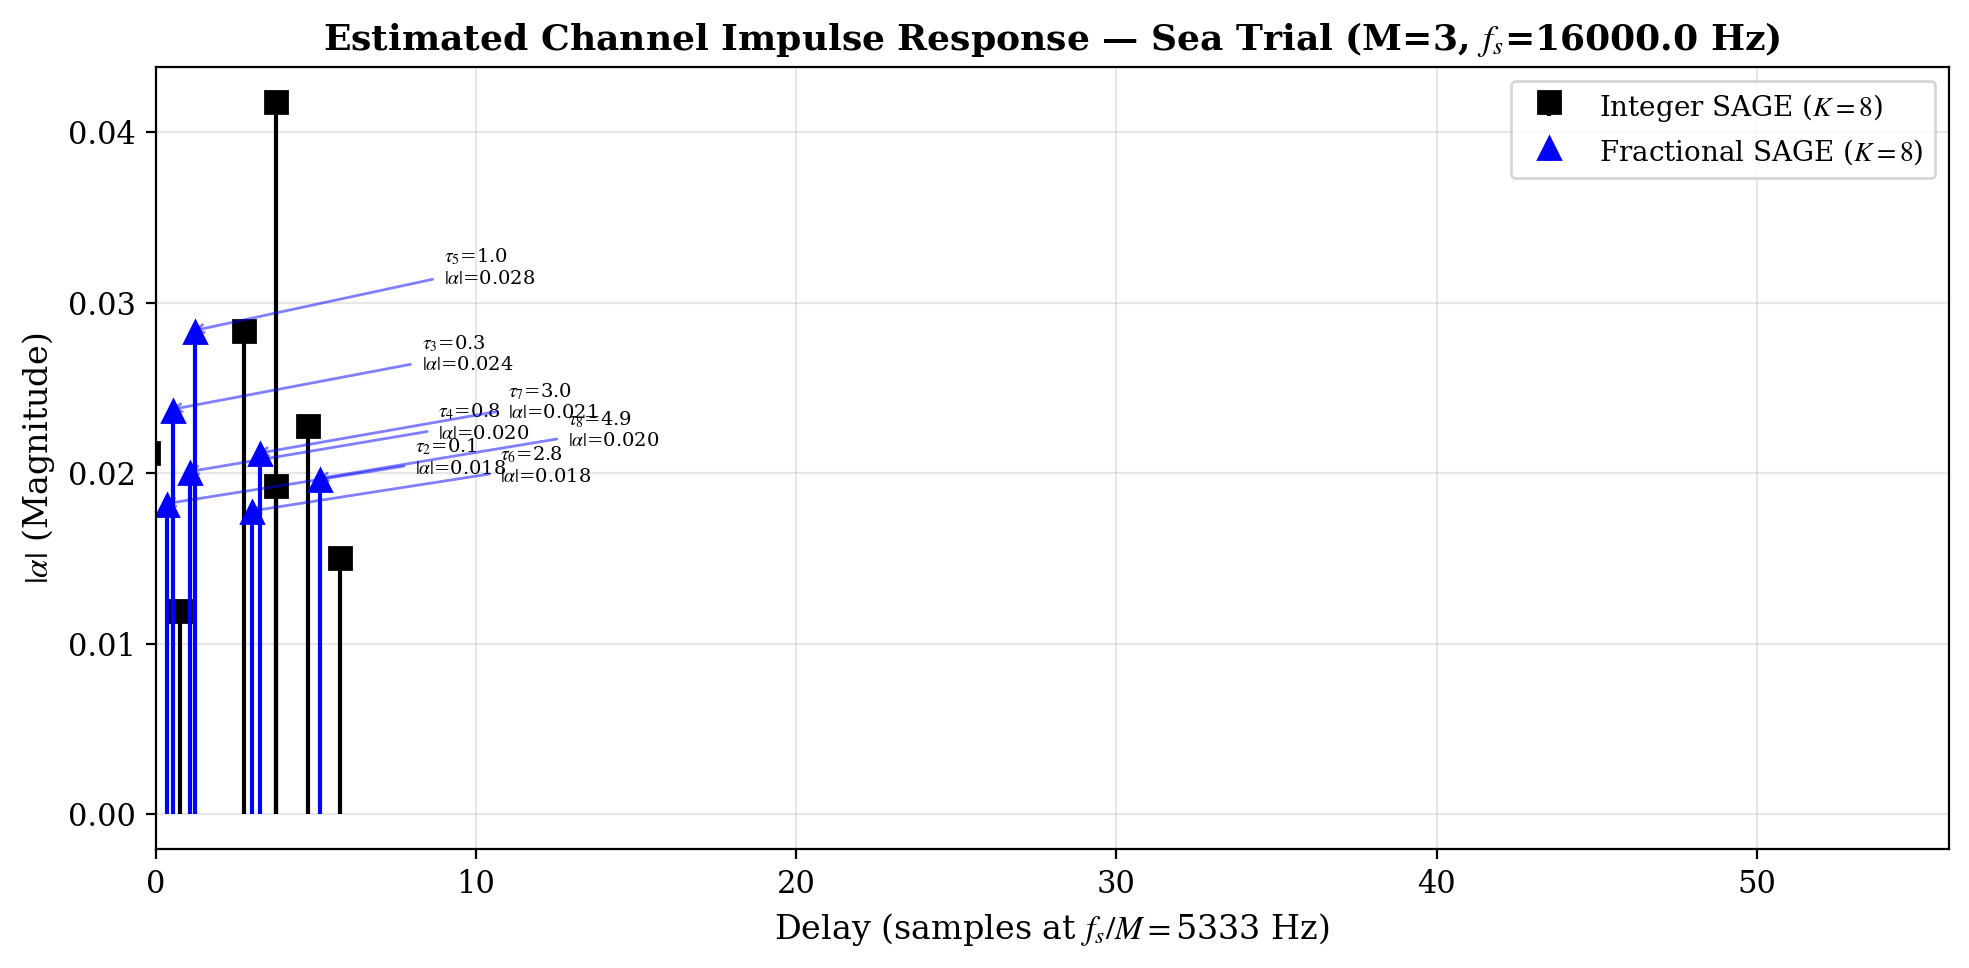 Estimated Channel Impulse Response — Sea Trial (M=3, fₛ=16000.0 Hz)
Integer SAGE (K=8)
Fractional SAGE (K=8)
|α| (Magnitude)
0.04
0.03
0.02
0.01
0.00
τ₅=1.0
|α|=0.028
τ₃=0.3
|α|=0.024
τ₇=3.0
|α|=0.021
τ₄=0.8
|α|=0.020
τ₈=4.9
|α|=0.020
τ₂=0.1
|α|=0.018
τ₆=2.8
|α|=0.018
0
10
20
30
40
50
Delay (samples at fₛ/M=5333 Hz)